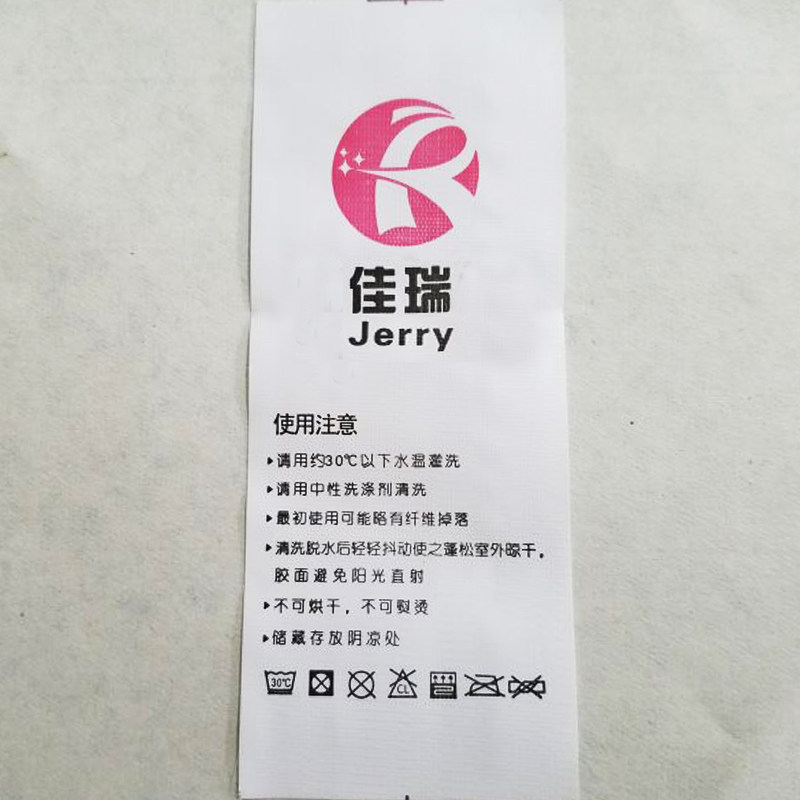 佳瑞
Jerry
使用注意
▸请用约30℃以下水温灌洗
▸请用中性洗涤剂清洗
▸最初使用可能略有纤维掉落
▸清洗脱水后轻轻抖动使之蓬松室外晾干，
胶面避免阳光直射
▸不可烘干，不可熨烫
▸储藏存放阴凉处
30℃ CL